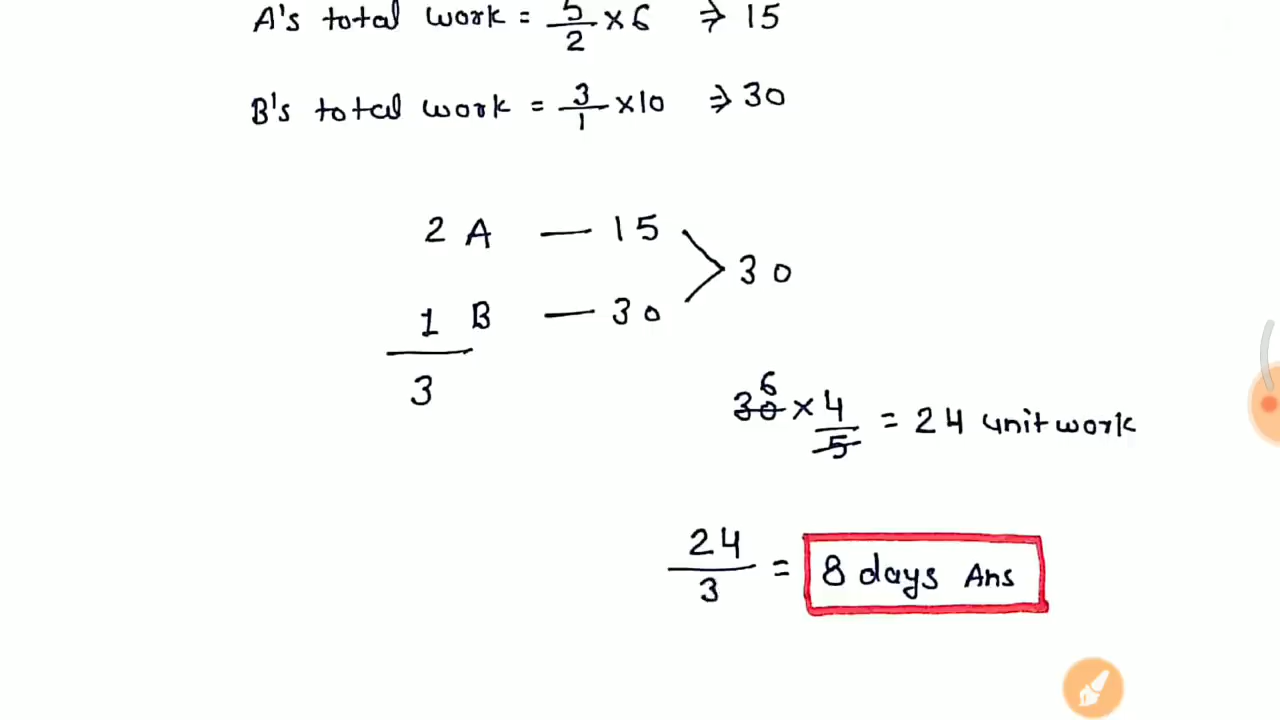 A's total work = 5/2 × 6 ⇒ 15
B's total work = 3/1 × 10 ⇒ 30
2 A — 15
30
1 B — 30
3
6
30 × 4/5 = 24 unit work
24/3 = 8 days Ans